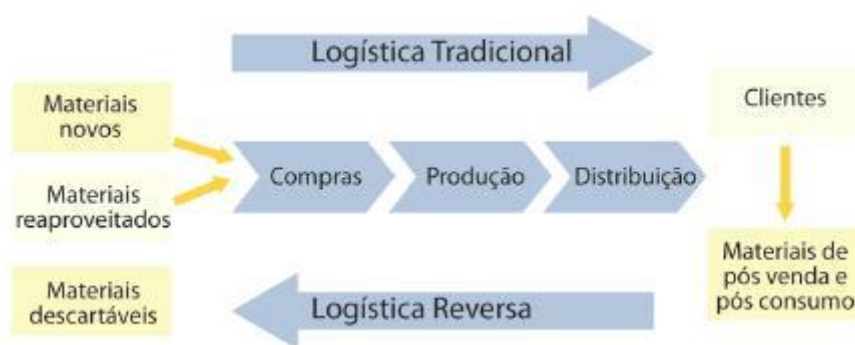 Logística Tradicional
Materiais
novos
Clientes
Compras
Produção
Distribuição
Materiais
reaproveitados
Materiais de
pós venda e
pós consumo
Materiais
descartáveis
Logística Reversa